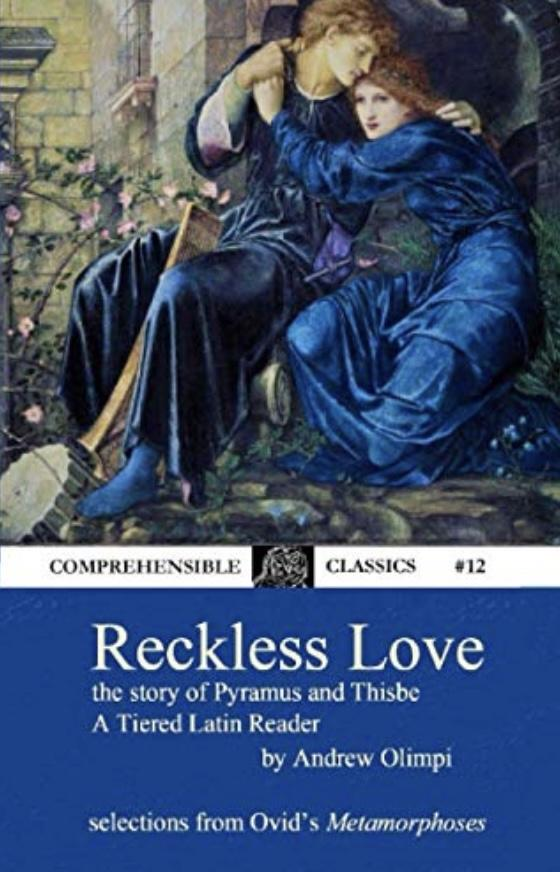 COMPREHENSIBLE CLASSICS #12
Reckless Love
the story of Pyramus and Thisbe
A Tiered Latin Reader
by Andrew Olimpi
selections from Ovid's Metamorphoses